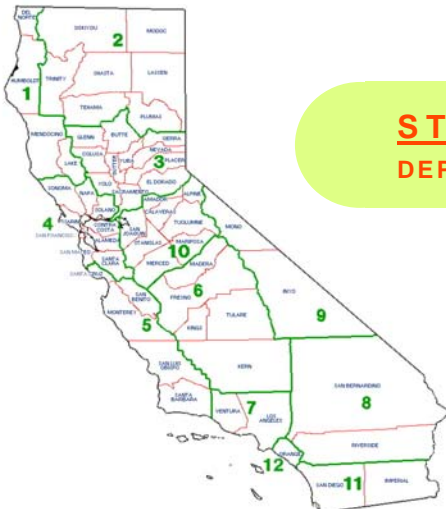 DEL NORTE
SISKIYOU
MODOC
2
HUMBOLDT
1
TRINITY
SHASTA
LASSEN
TEHAMA
PLUMAS
MENDOCINO
GLENN
BUTTE
SIERRA
NEVADA
PLACER
3
LAKE
COLUSA
SUTTER
YUBA
EL DORADO
SONOMA
NAPA
YOLO
SACRAMENTO
AMADOR
ALPINE
4
MARIN
SOLANO
CALAVERAS
TUOLUMNE
MONO
SAN FRANCISCO
CONTRA COSTA
SAN JOAQUIN
ALAMEDA
STANISLAUS
MARIPOSA
10
SAN MATEO
SANTA CLARA
MERCED
MADERA
SANTA CRUZ
6
SAN BENITO
FRESNO
INYO
MONTEREY
5
KINGS
TULARE
9
SAN LUIS OBISPO
KERN
SANTA BARBARA
SAN BERNARDINO
8
VENTURA
7
LOS ANGELES
RIVERSIDE
12
ORANGE
SAN DIEGO
11
IMPERIAL
ST
DEP